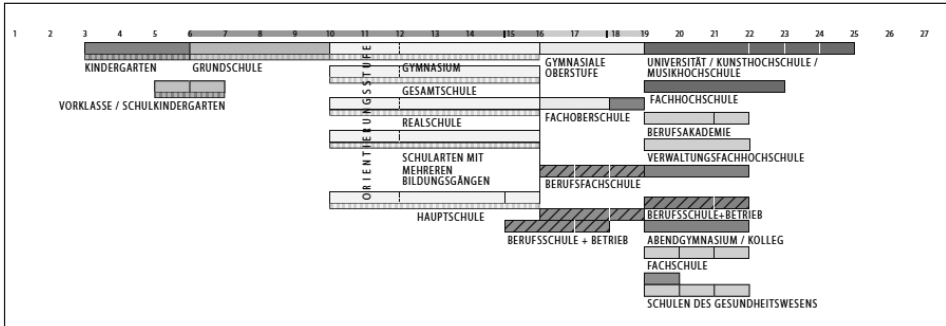 1 2 3 4 5 6 7 8 9 10 11 12 13 14 15 16 17 18 19 20 21 22 23 24 25 26 27
KINDERGARTEN
GRUNDSCHULE
ORIENTIERUNGSSTUFE
GYMNASIUM
GYMNASIALE
OBERSTUFE
UNIVERSITÄT / KUNSTHOCHSCHULE /
MUSIKHOCHSCHULE
VORKLASSE / SCHULKINDERGARTEN
GESAMTSCHULE
FACHHOCHSCHULE
REALSCHULE
FACHOBERSCHULE
BERUFSAKADEMIE
SCHULARTEN MIT
MEHREREN
BILDUNGSGÄNGEN
VERWALTUNGSFACHHOCHSCHULE
BERUFSFACHSCHULE
HAUPTSCHULE
BERUFSSCHULE+BETRIEB
BERUFSSCHULE + BETRIEB
ABENDGYMNASIUM / KOLLEG
FACHSCHULE
SCHULEN DES GESUNDHEITSWESENS